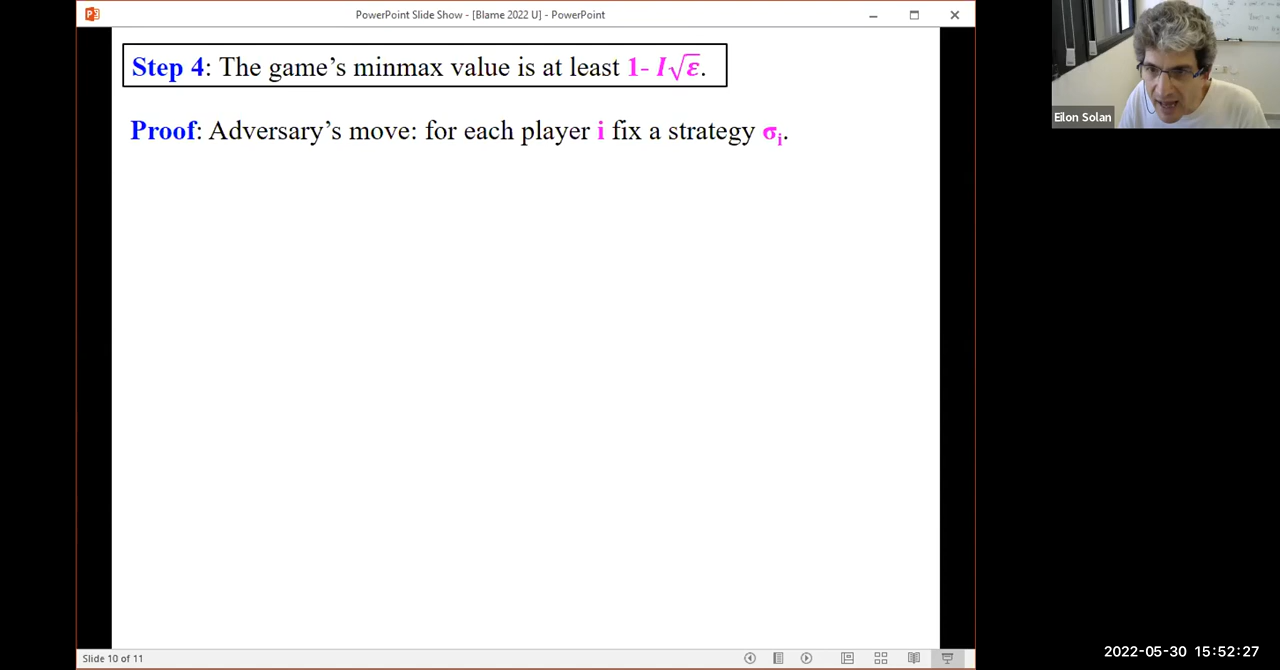 PowerPoint Slide Show - [Blame 2022 U] - PowerPoint
Step 4: The game's minmax value is at least 1- I√ε.
Proof: Adversary's move: for each player i fix a strategy σi.
Eilon Solan
Slide 10 of 11
2022-05-30 15:52:27